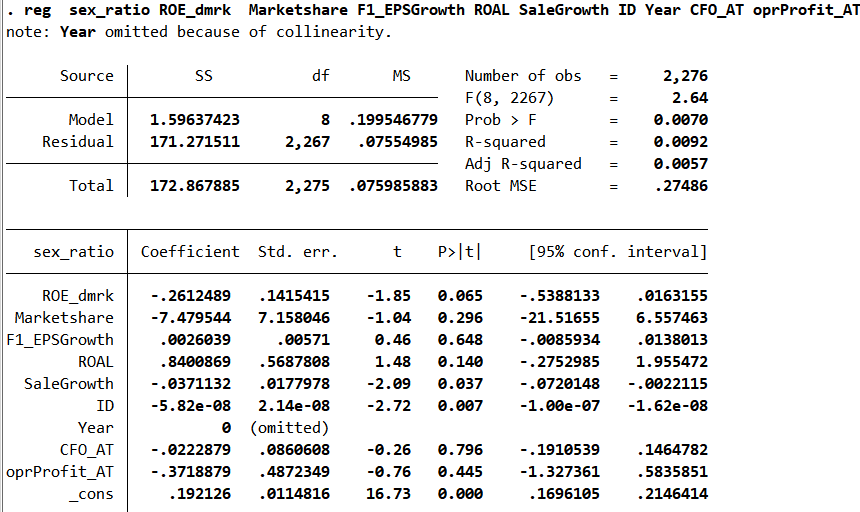 . reg  sex_ratio ROE_dmrk  Marketshare F1_EPSGrowth ROAL SaleGrowth ID Year CFO_AT oprProfit_AT
note: Year omitted because of collinearity.
Source SS df MS Number of obs = 2,276
F(8, 2267) = 2.64
Model 1.59637423 8 .199546779 Prob > F = 0.0070
Residual 171.271511 2,267 .07554985 R-squared = 0.0092
Adj R-squared = 0.0057
Total 172.867885 2,275 .075985883 Root MSE = .27486
sex_ratio Coefficient Std. err. t P>|t| [95% conf. interval]
ROE_dmrk -.2612489 .1415415 -1.85 0.065 -.5388133 .0163155
Marketshare -7.479544 7.158046 -1.04 0.296 -21.51655 6.557463
F1_EPSGrowth .0026039 .00571 0.46 0.648 -.0085934 .0138013
ROAL .8400869 .5687808 1.48 0.140 -.2752985 1.955472
SaleGrowth -.0371132 .0177978 -2.09 0.037 -.0720148 -.0022115
ID -5.82e-08 2.14e-08 -2.72 0.007 -1.00e-07 -1.62e-08
Year 0 (omitted)
CFO_AT -.0222879 .0860608 -0.26 0.796 -.1910539 .1464782
oprProfit_AT -.3718879 .4872349 -0.76 0.445 -1.327361 .5835851
_cons .192126 .0114816 16.73 0.000 .1696105 .2146414